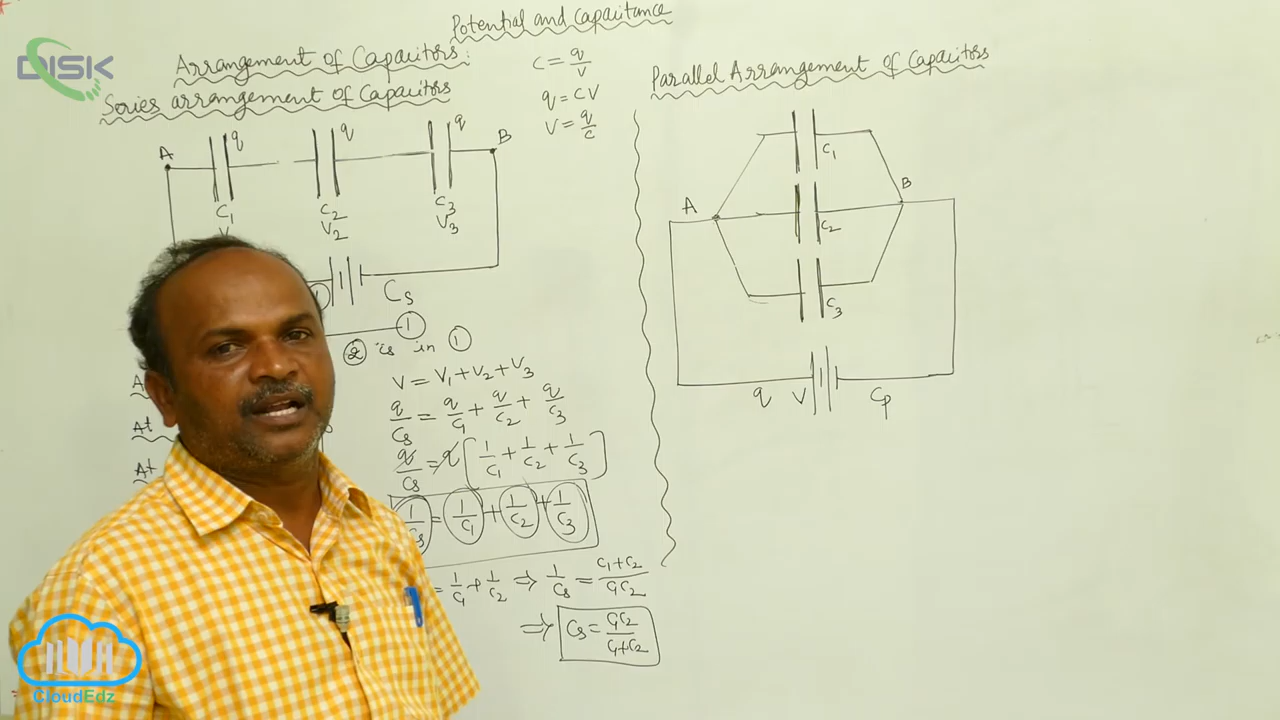 Potential and Capacitance
DISK
Arrangement of Capacitors:
Series arrangement of Capacitors
C = q/V
q = CV
V = q/C
A q q q B
C1 C2 C3
V2 V3
Cs
1
2 is in 1
V = V1 + V2 + V3
q/Cs = q/C1 + q/C2 + q/C3
q/Cs = q[1/C1 + 1/C2 + 1/C3]
1/Cs = 1/C1 + 1/C2 + 1/C3
= 1/C1 + 1/C2 ⇒ 1/Cs = C1+C2/C1C2
⇒ Cs = C1C2/C1+C2
A
At
At
Parallel Arrangement of Capacitors
C1
A B
C2
C3
q V Cp
CloudEdz